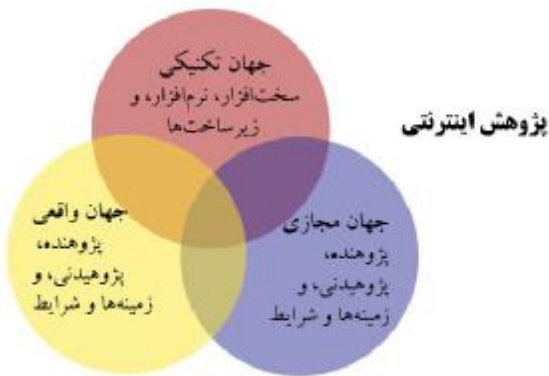 جهان تکنیکی
سخت‌افزار، نرم‌افزار، و
زیرساخت‌ها
پژوهش اینترنتی
جهان مجازی
پژوهنده،
پژوهیدنی، و
زمینه‌ها و شرایط
جهان واقعی
پژوهنده،
پژوهیدنی، و
زمینه‌ها و شرایط